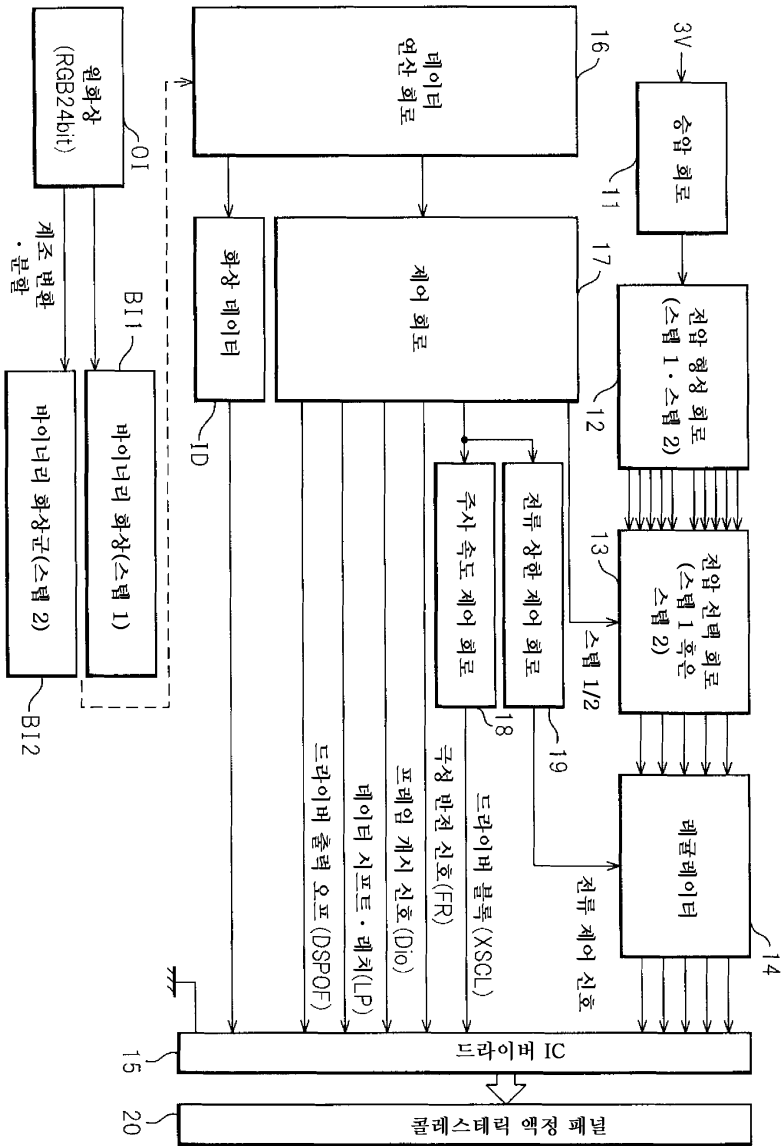 3V
승압 회로
11
전압 형성 회로
(스텝 1·스텝 2)
12
전압 선택 회로
(스텝 1 혹은
스텝 2)
13
레귤레이터
14
스텝 1/2
전류 상한 제어 회로
19
전류 제어 신호
주사 속도 제어 회로
18
데이터
연산 회로
16
제어 회로
17
화상 데이터
ID
드라이버 블록(XSCL)
극성 반전 신호(FR)
프레임 개시 신호(Dio)
데이터 시프트·래치(LP)
드라이버 출력 오프(DSPOF)
드라이버 IC
15
콜레스테릭 액정 패널
20
원화상
(RGB24bit)
OI
계조 변환
·분할
BI1
바이너리 화상(스텝 1)
바이너리 화상군(스텝 2)
BI2